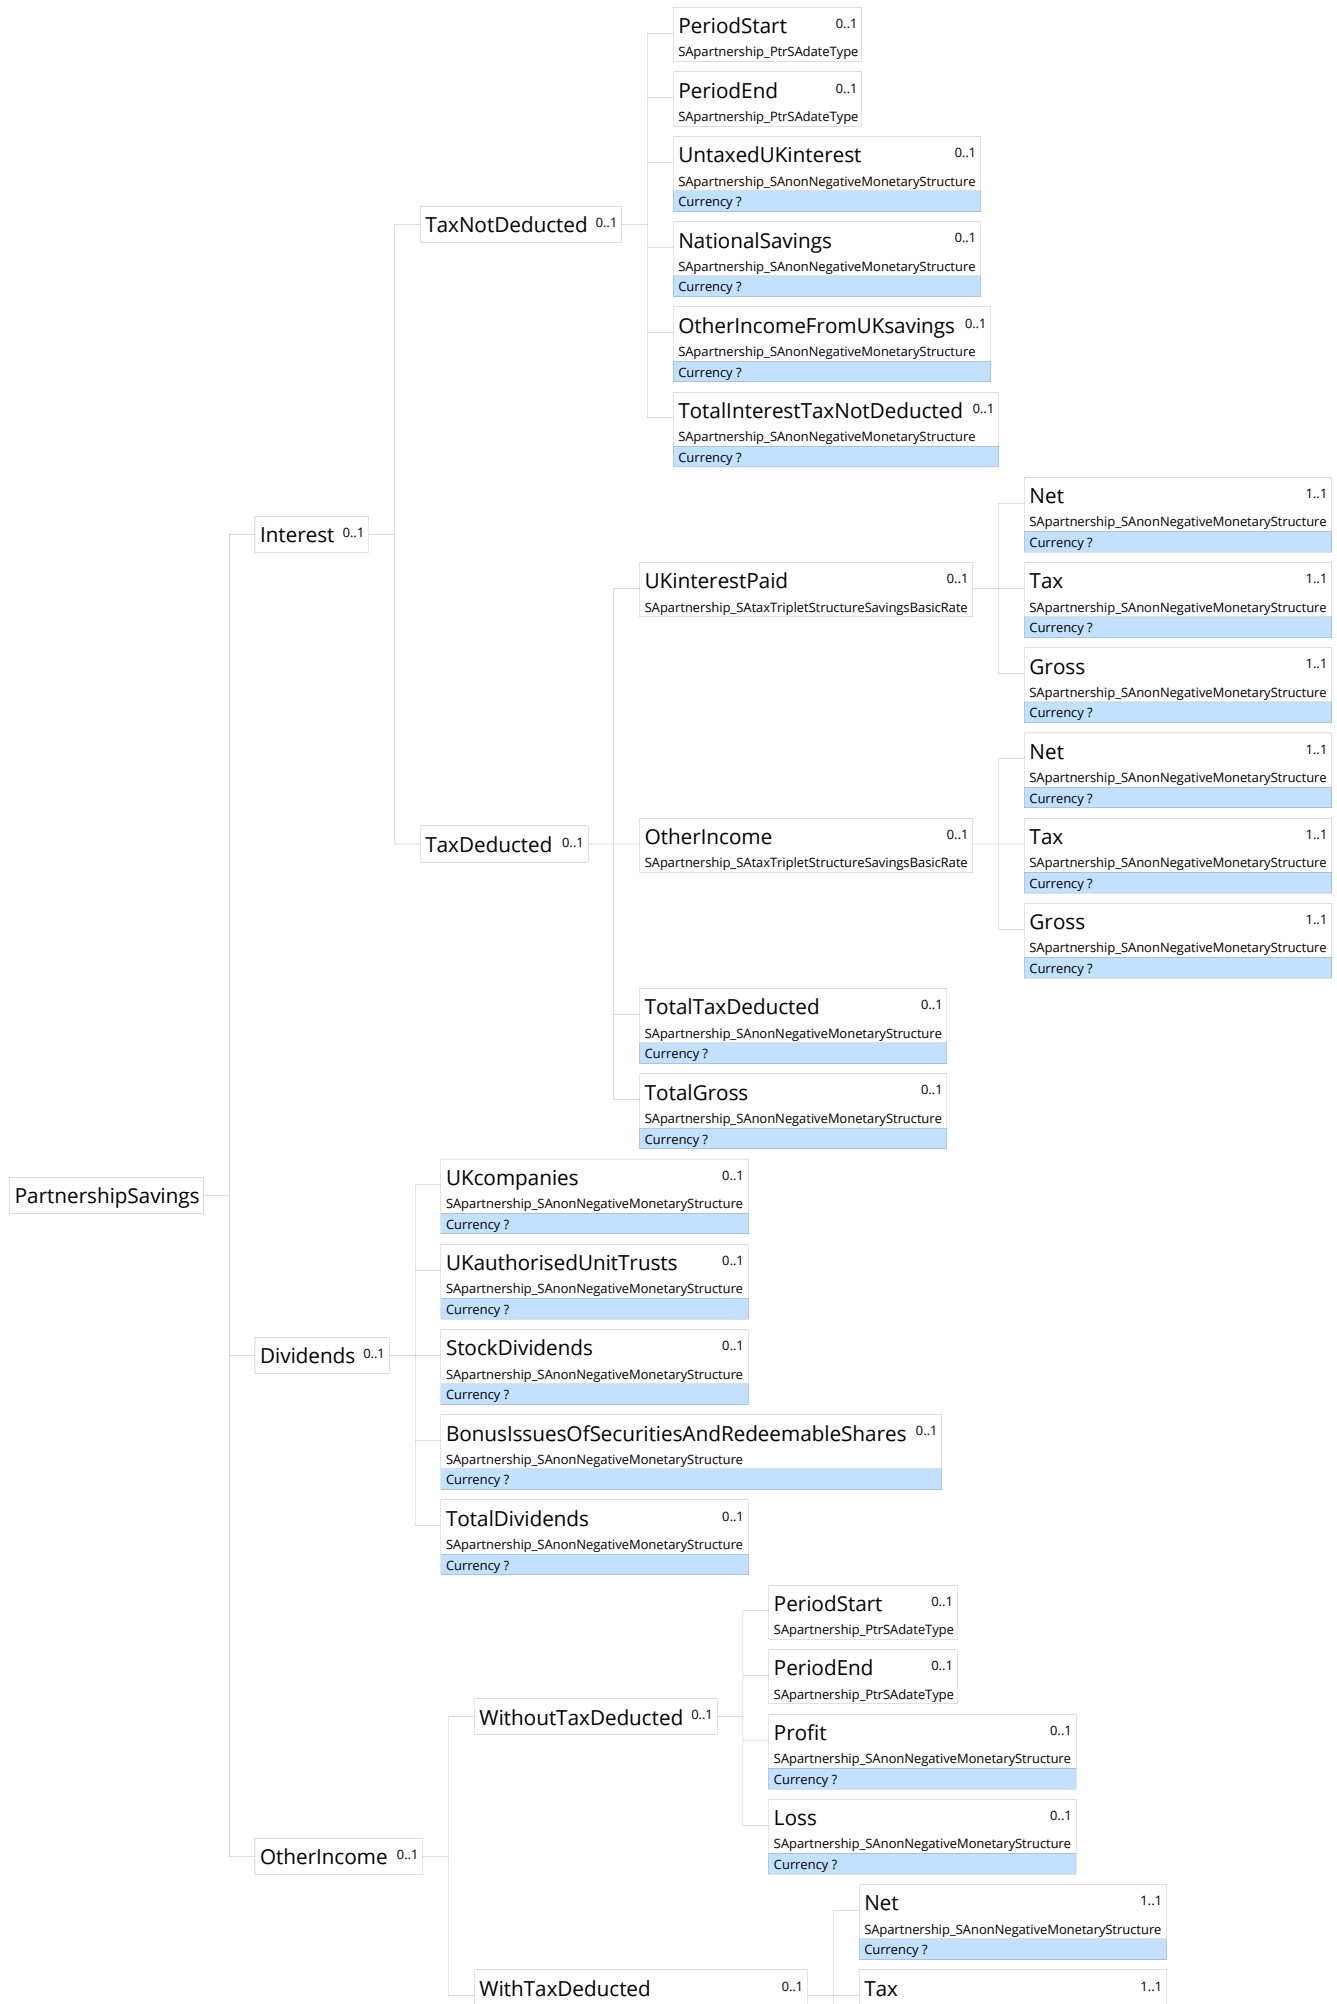 PeriodStart 0..1
SApartnership_PtrSAdateType
PeriodEnd 0..1
SApartnership_PtrSAdateType
UntaxedUKinterest 0..1
SApartnership_SAnonNegativeMonetaryStructure
Currency ?
TaxNotDeducted 0..1
NationalSavings 0..1
SApartnership_SAnonNegativeMonetaryStructure
Currency ?
OtherIncomeFromUKsavings 0..1
SApartnership_SAnonNegativeMonetaryStructure
Currency ?
TotalInterestTaxNotDeducted 0..1
SApartnership_SAnonNegativeMonetaryStructure
Currency ?
Interest 0..1
Net 1..1
SApartnership_SAnonNegativeMonetaryStructure
Currency ?
UKinterestPaid 0..1
SApartnership_SAtaxTripletStructureSavingsBasicRate
Tax 1..1
SApartnership_SAnonNegativeMonetaryStructure
Currency ?
Gross 1..1
SApartnership_SAnonNegativeMonetaryStructure
Currency ?
Net 1..1
SApartnership_SAnonNegativeMonetaryStructure
Currency ?
TaxDeducted 0..1
OtherIncome 0..1
SApartnership_SAtaxTripletStructureSavingsBasicRate
Tax 1..1
SApartnership_SAnonNegativeMonetaryStructure
Currency ?
Gross 1..1
SApartnership_SAnonNegativeMonetaryStructure
Currency ?
TotalTaxDeducted 0..1
SApartnership_SAnonNegativeMonetaryStructure
Currency ?
TotalGross 0..1
SApartnership_SAnonNegativeMonetaryStructure
Currency ?
PartnershipSavings
UKcompanies 0..1
SApartnership_SAnonNegativeMonetaryStructure
Currency ?
UKauthorisedUnitTrusts 0..1
SApartnership_SAnonNegativeMonetaryStructure
Currency ?
Dividends 0..1
StockDividends 0..1
SApartnership_SAnonNegativeMonetaryStructure
Currency ?
BonusIssuesOfSecuritiesAndRedeemableShares 0..1
SApartnership_SAnonNegativeMonetaryStructure
Currency ?
TotalDividends 0..1
SApartnership_SAnonNegativeMonetaryStructure
Currency ?
PeriodStart 0..1
SApartnership_PtrSAdateType
PeriodEnd 0..1
SApartnership_PtrSAdateType
WithoutTaxDeducted 0..1
Profit 0..1
SApartnership_SAnonNegativeMonetaryStructure
Currency ?
Loss 0..1
SApartnership_SAnonNegativeMonetaryStructure
Currency ?
OtherIncome 0..1
Net 1..1
SApartnership_SAnonNegativeMonetaryStructure
Currency ?
WithTaxDeducted 0..1
Tax 1..1